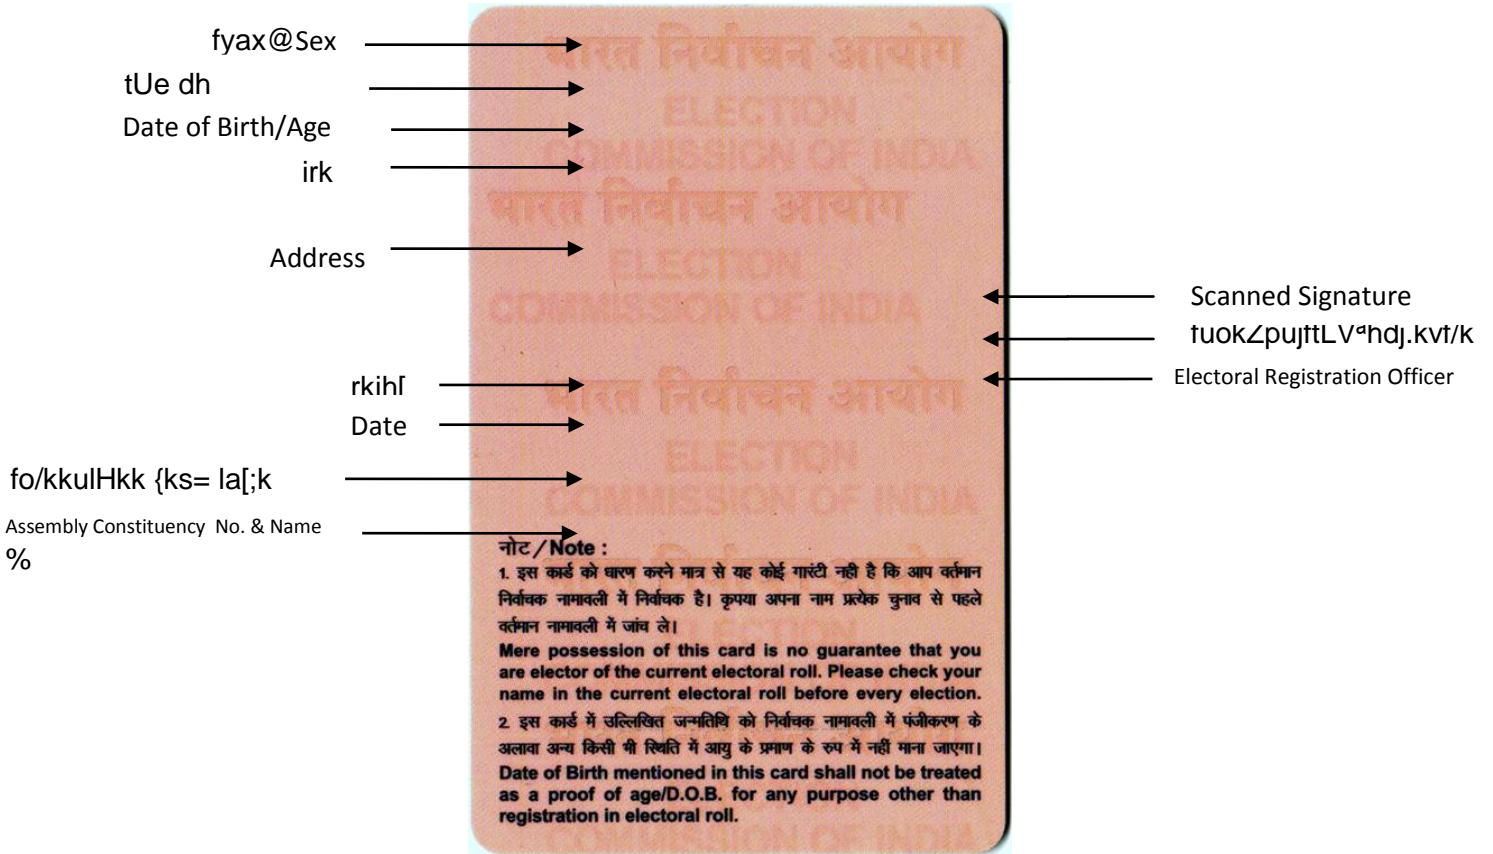 fyax@Sex
tUe dh
Date of Birth/Age
irk
Address
Scanned Signature
Electoral Registration Officer
rkihſ
Date
fo/kkulHkk {ks= la[;k
Assembly Constituency No. & Name
%
भारत निर्वाचन आयोग
ELECTION
COMMISSION OF INDIA
भारत निर्वाचन आयोग
ELECTION
COMMISSION OF INDIA
भारत निर्वाचन आयोग
ELECTION
COMMISSION OF INDIA
नोट/Note :
1. इस कार्ड को धारण करने मात्र से यह कोई गारंटी नही है कि आप वर्तमान
निर्वाचक नामावली में निर्वाचक है। कृपया अपना नाम प्रत्येक चुनाव से पहले
वर्तमान नामावली में जांच ले।
Mere possession of this card is no guarantee that you
are elector of the current electoral roll. Please check your
name in the current electoral roll before every election.
2. इस कार्ड में उल्लिखित जन्मतिथि को निर्वाचक नामावली में पंजीकरण के
अलावा अन्य किसी भी स्थिति में आयु के प्रमाण के रुप में नहीं माना जाएगा।
Date of Birth mentioned in this card shall not be treated
as a proof of age/D.O.B. for any purpose other than
registration in electoral roll.